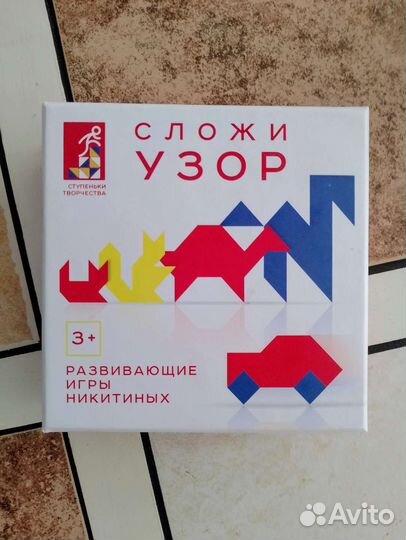 СЛОЖИ
УЗОР
СТУПЕНЬКИ
ТВОРЧЕСТВА
3+
РАЗВИВАЮЩИЕ
ИГРЫ
НИКИТИНЫХ
Avito